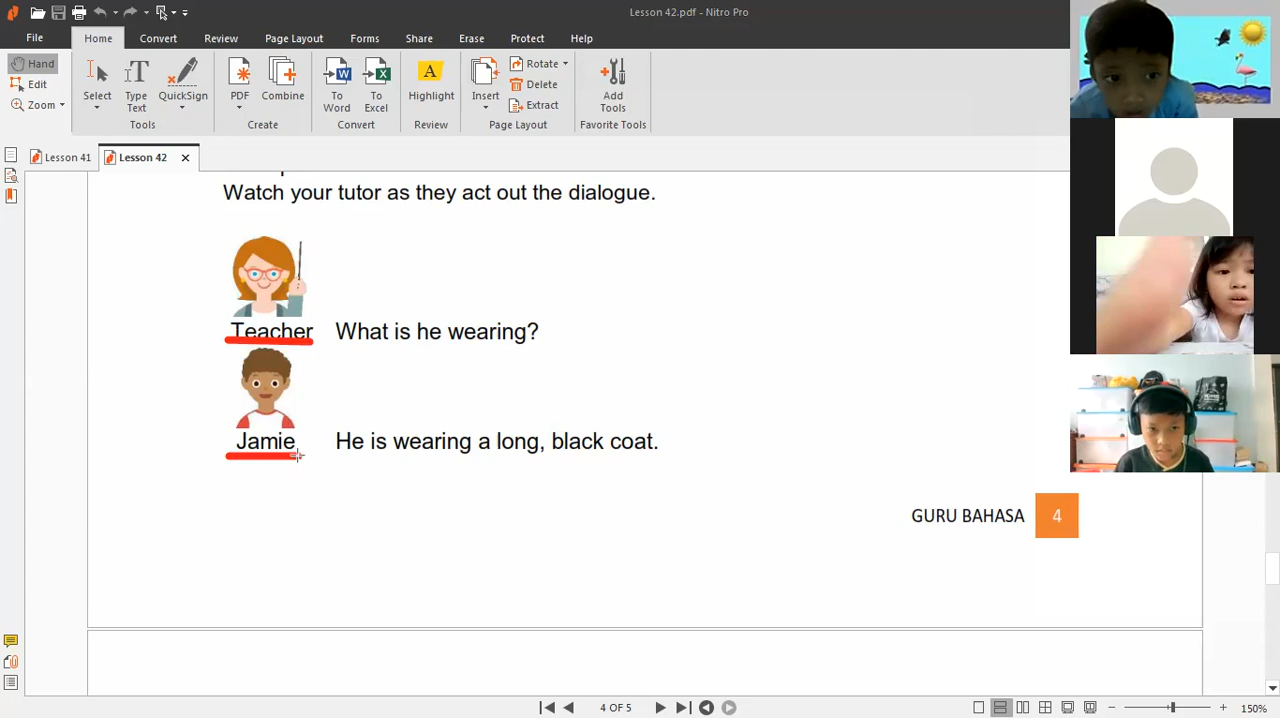 Lesson 42.pdf - Nitro Pro
File Home Convert Review Page Layout Forms Share Erase Protect Help
Hand
Edit
Zoom
Select
Type Text
QuickSign
Tools
PDF
Combine
Create
To Word
To Excel
Convert
Highlight
Review
Insert
Rotate
Delete
Extract
Page Layout
Add Tools
Favorite Tools
Lesson 41
Lesson 42
Watch your tutor as they act out the dialogue.
Teacher What is he wearing?
Jamie He is wearing a long, black coat.
GURU BAHASA 4
4 OF 5
150%